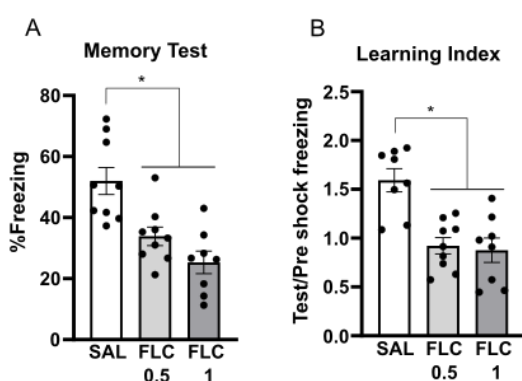 A
Memory Test
*
%Freezing
80
60
40
20
0
SAL FLC FLC
0.5 1
B
Learning Index
*
Test/Pre shock freezing
2.5
2.0
1.5
1.0
0.5
0.0
SAL FLC FLC
0.5 1